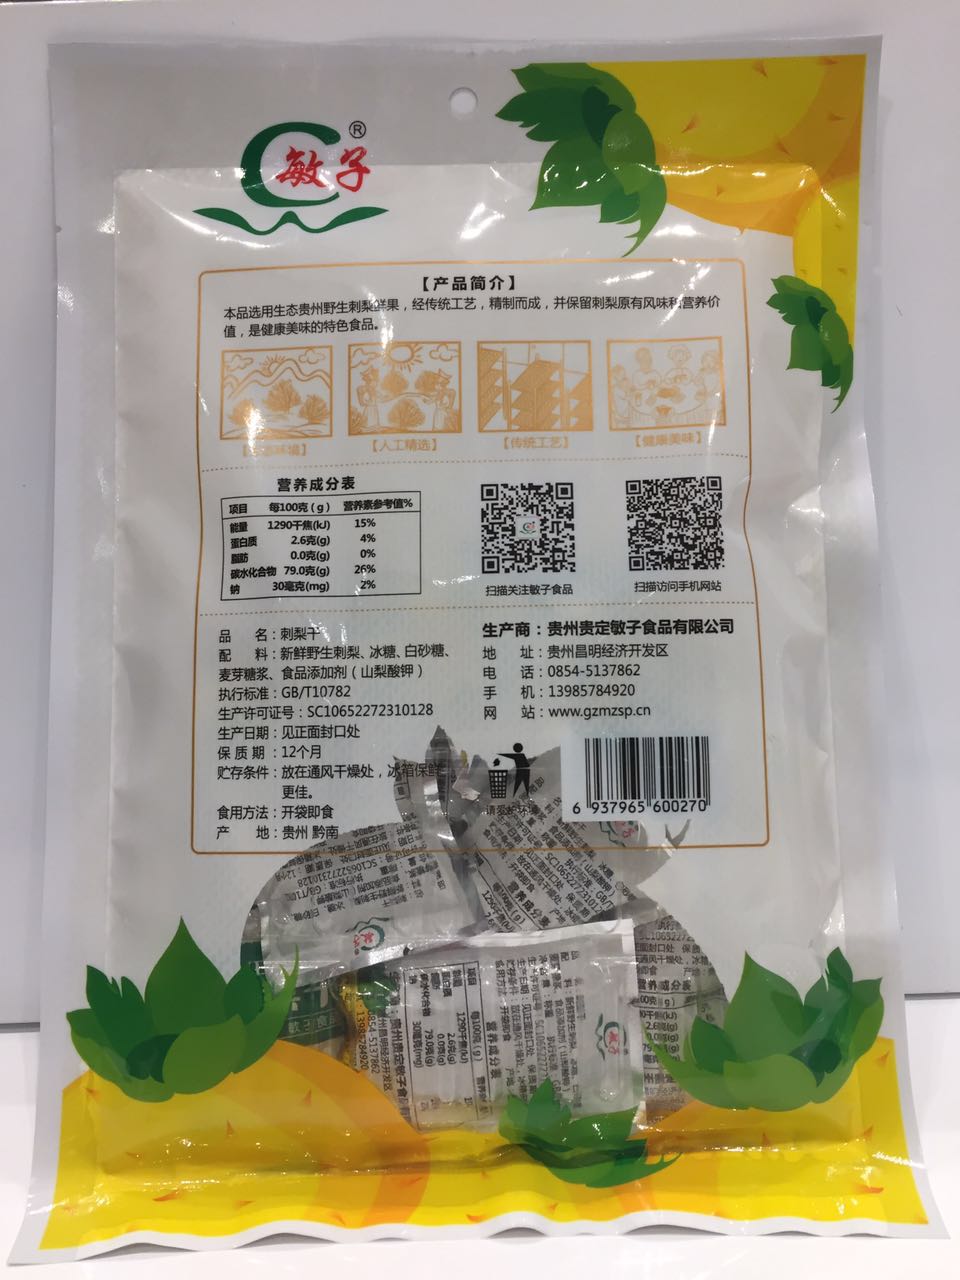 敏子®
【产品简介】
本品选用生态贵州野生刺梨鲜果，经传统工艺，精制而成，并保留刺梨原有风味和营养价
值，是健康美味的特色食品。
【人工精选】 【传统工艺】 【健康美味】
营养成分表
项目 每100克(g) 营养素参考值%
能量 1290千焦(kJ) 15%
蛋白质 2.6克(g) 4%
脂肪 0.0克(g) 0%
碳水化合物 79.0克(g) 26%
钠 30毫克(mg) 2%
扫描关注敏子食品 扫描访问手机网站
品 名：刺梨干
配 料：新鲜野生刺梨、冰糖、白砂糖、
麦芽糖浆、食品添加剂（山梨酸钾）
执行标准：GB/T10782
生产许可证号：SC10652272310128
生产日期：见正面封口处
保质期：12个月
贮存条件：放在通风干燥处，冰箱保鲜
更佳。
食用方法：开袋即食
产 地：贵州 黔南
生产商：贵州贵定敏子食品有限公司
地 址：贵州昌明经济开发区
电 话：0854-5137862
手 机：13985784920
网 站：www.gzmzsp.cn
请爱护环境
6 937965 600270